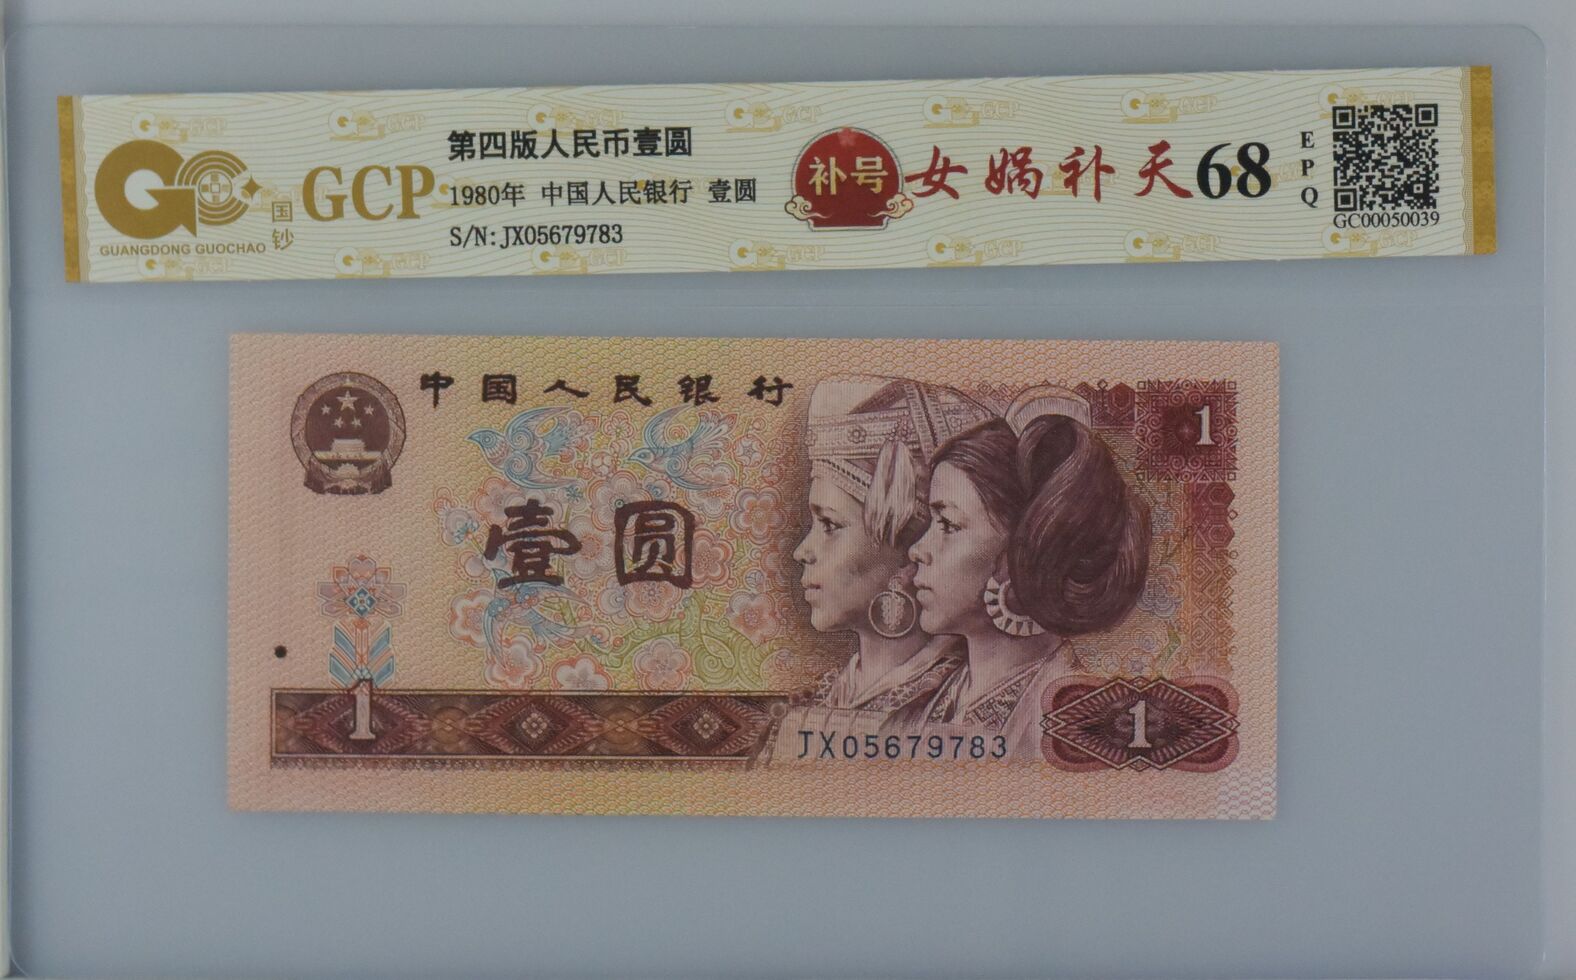 GUANGDONG GUOCHAO
国钞
GCP
第四版人民币壹圆
1980年 中国人民银行 壹圆
S/N:JX05679783
补号
女娲补天
68
EPQ
GC00050039
中国人民银行
壹圆
1
1
JX05679783
1